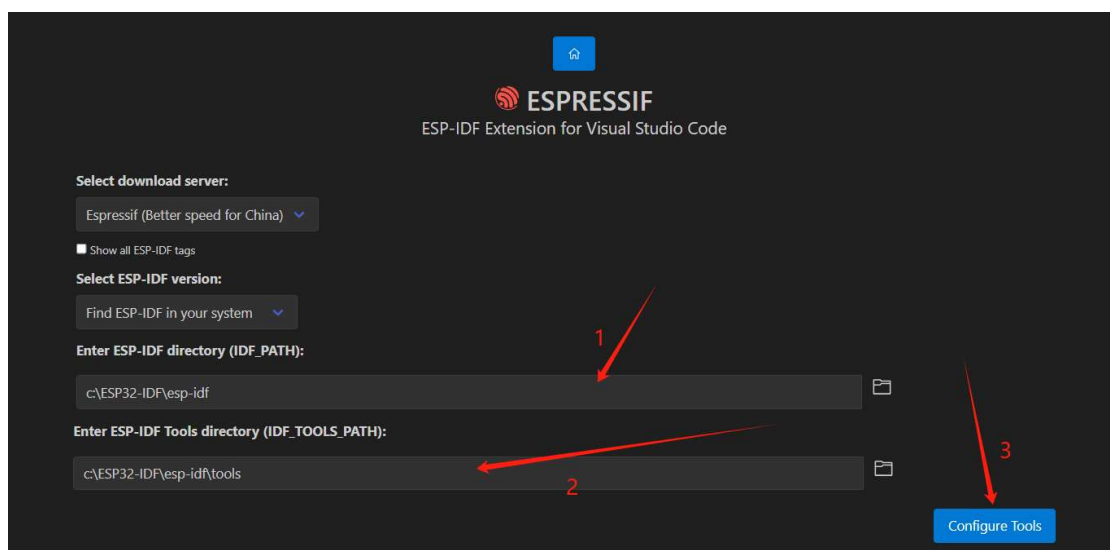 ESPRESSIF
ESP-IDF Extension for Visual Studio Code
Select download server:
Espressif (Better speed for China)
Show all ESP-IDF tags
Select ESP-IDF version:
Find ESP-IDF in your system
1
Enter ESP-IDF directory (IDF_PATH):
c:\ESP32-IDF\esp-idf
Enter ESP-IDF Tools directory (IDF_TOOLS_PATH):
3
c:\ESP32-IDF\esp-idf\tools
2
Configure Tools